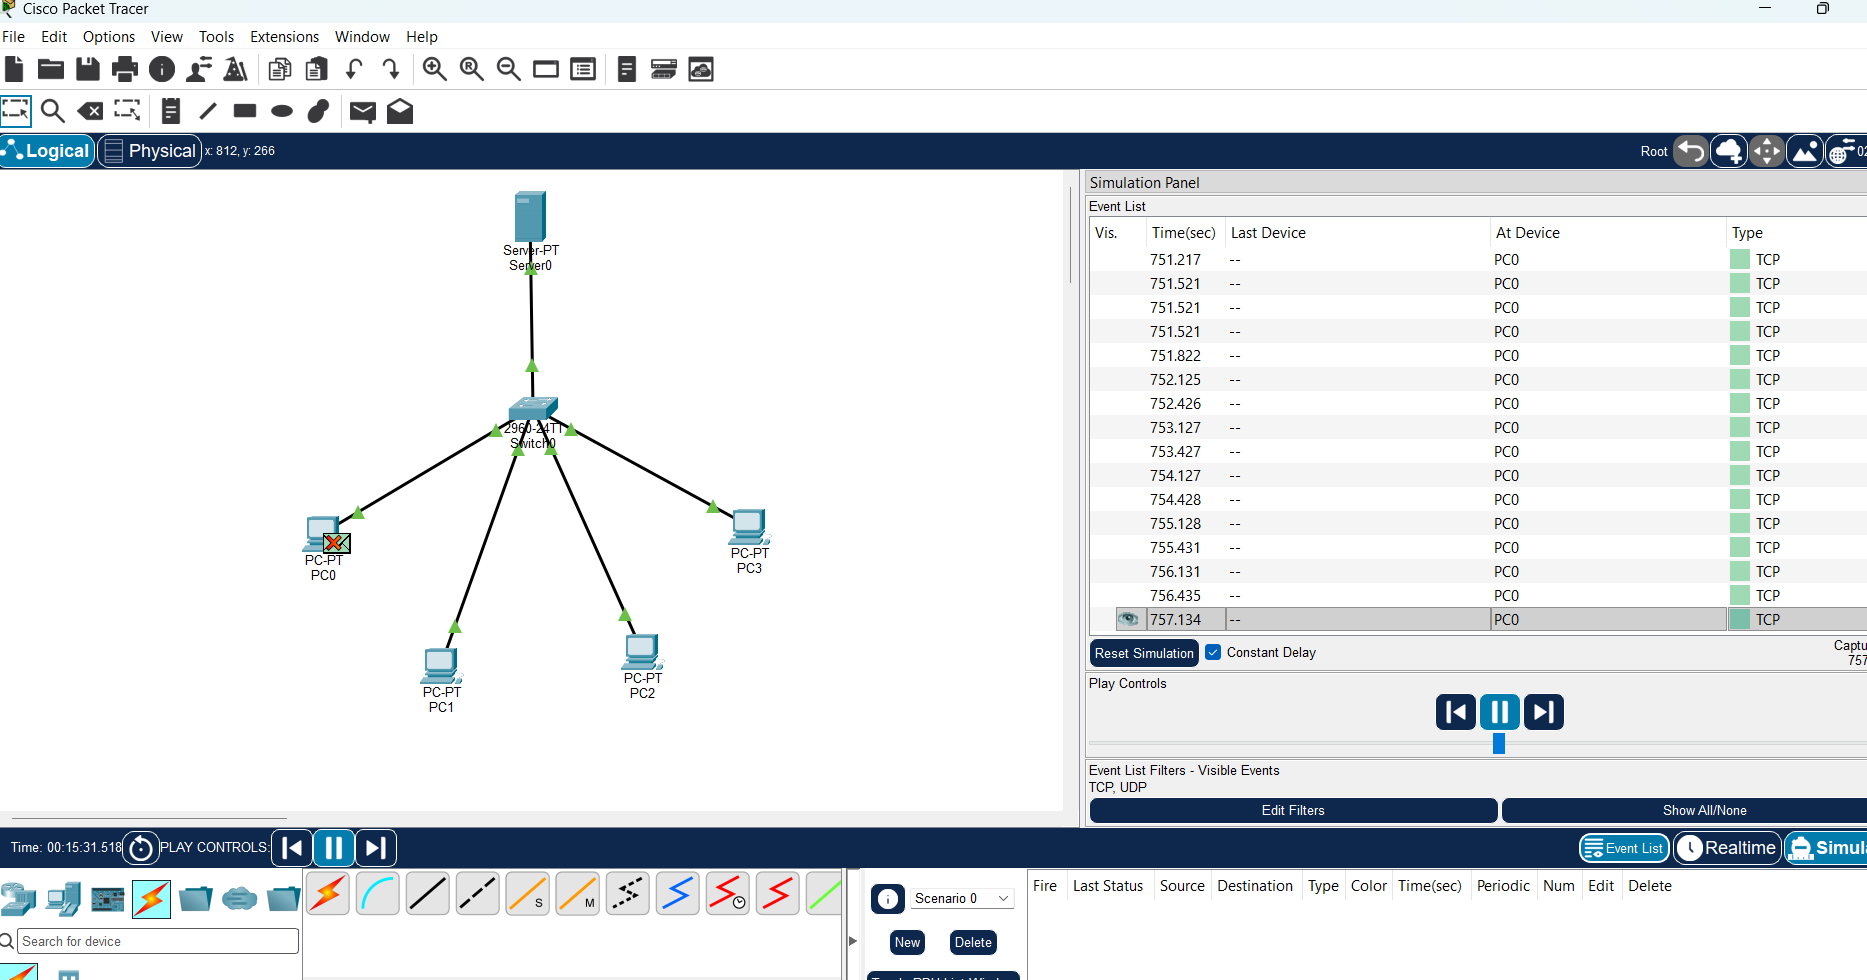 Cisco Packet Tracer
File Edit Options View Tools Extensions Window Help
Logical Physical x: 812, y: 266 Root
Simulation Panel
Event List
Vis. Time(sec) Last Device At Device Type
751.217 -- PC0 TCP
751.521 -- PC0 TCP
751.521 -- PC0 TCP
751.521 -- PC0 TCP
751.822 -- PC0 TCP
752.125 -- PC0 TCP
752.426 -- PC0 TCP
753.127 -- PC0 TCP
753.427 -- PC0 TCP
754.127 -- PC0 TCP
754.428 -- PC0 TCP
755.128 -- PC0 TCP
755.431 -- PC0 TCP
756.131 -- PC0 TCP
756.435 -- PC0 TCP
757.134 -- PC0 TCP
Server-PT
Server0
2960-24TT
Switch0
PC-PT
PC0
PC-PT
PC1
PC-PT
PC2
PC-PT
PC3
Reset Simulation Constant Delay Captu
757
Play Controls
Event List Filters - Visible Events
TCP, UDP
Edit Filters Show All/None
Time: 00:15:31.518 PLAY CONTROLS: Event List Realtime Simula
S M
Search for device
Scenario 0
New Delete
Fire Last Status Source Destination Type Color Time(sec) Periodic Num Edit Delete